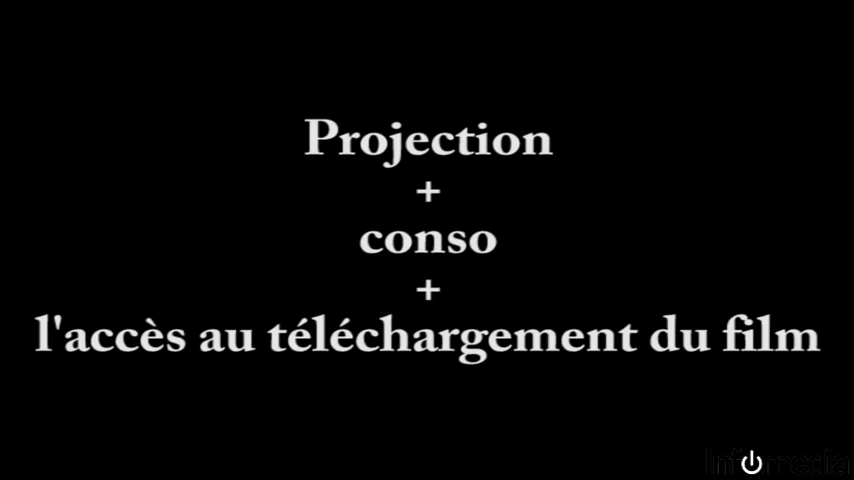 Projection
+
conso
+
l'accès au téléchargement du film
Infomedia